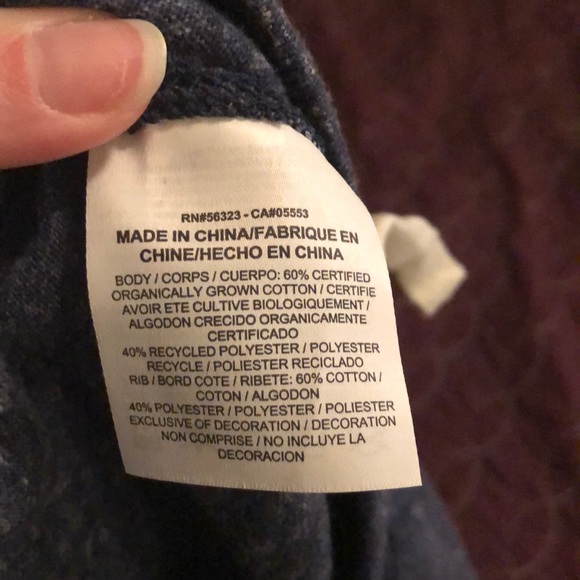 RN#56323 - CA#05553
MADE IN CHINA/FABRIQUE EN
CHINE/HECHO EN CHINA
BODY / CORPS / CUERPO: 60% CERTIFIED
ORGANICALLY GROWN COTTON / CERTIFIE
AVOIR ETE CULTIVE BIOLOGIQUEMENT /
ALGODON CRECIDO ORGANICAMENTE
CERTIFICADO
40% RECYCLED POLYESTER / POLYESTER
RECYCLE / POLIESTER RECICLADO
RIB / BORD COTE / RIBETE: 60% COTTON /
COTON / ALGODON
40% POLYESTER / POLYESTER / POLIESTER
EXCLUSIVE OF DECORATION / DECORATION
NON COMPRISE / NO INCLUYE LA
DECORACION